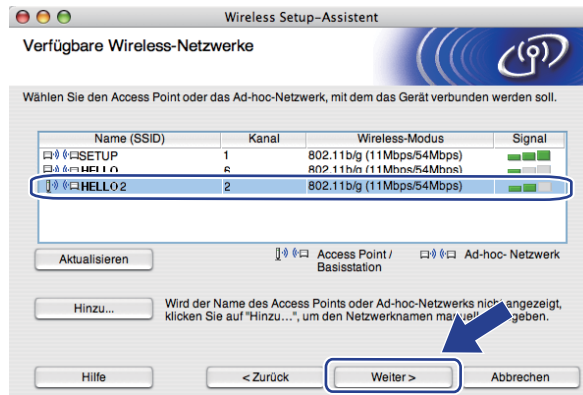 Wireless Setup-Assistent
Verfügbare Wireless-Netzwerke
Wählen Sie den Access Point oder das Ad-hoc-Netzwerk, mit dem das Gerät verbunden werden soll.
Name (SSID) Kanal Wireless-Modus Signal
SETUP 1 802.11b/g (11Mbps/54Mbps)
HELLO 6 802.11b/g (11Mbps/54Mbps)
HELLO2 2 802.11b/g (11Mbps/54Mbps)
Aktualisieren
Access Point / Basisstation
Ad-hoc- Netzwerk
Hinzu...
Wird der Name des Access Points oder Ad-hoc-Netzwerks nicht angezeigt,
klicken Sie auf "Hinzu...", um den Netzwerknamen manuell
Hilfe < Zurück Weiter > Abbrechen